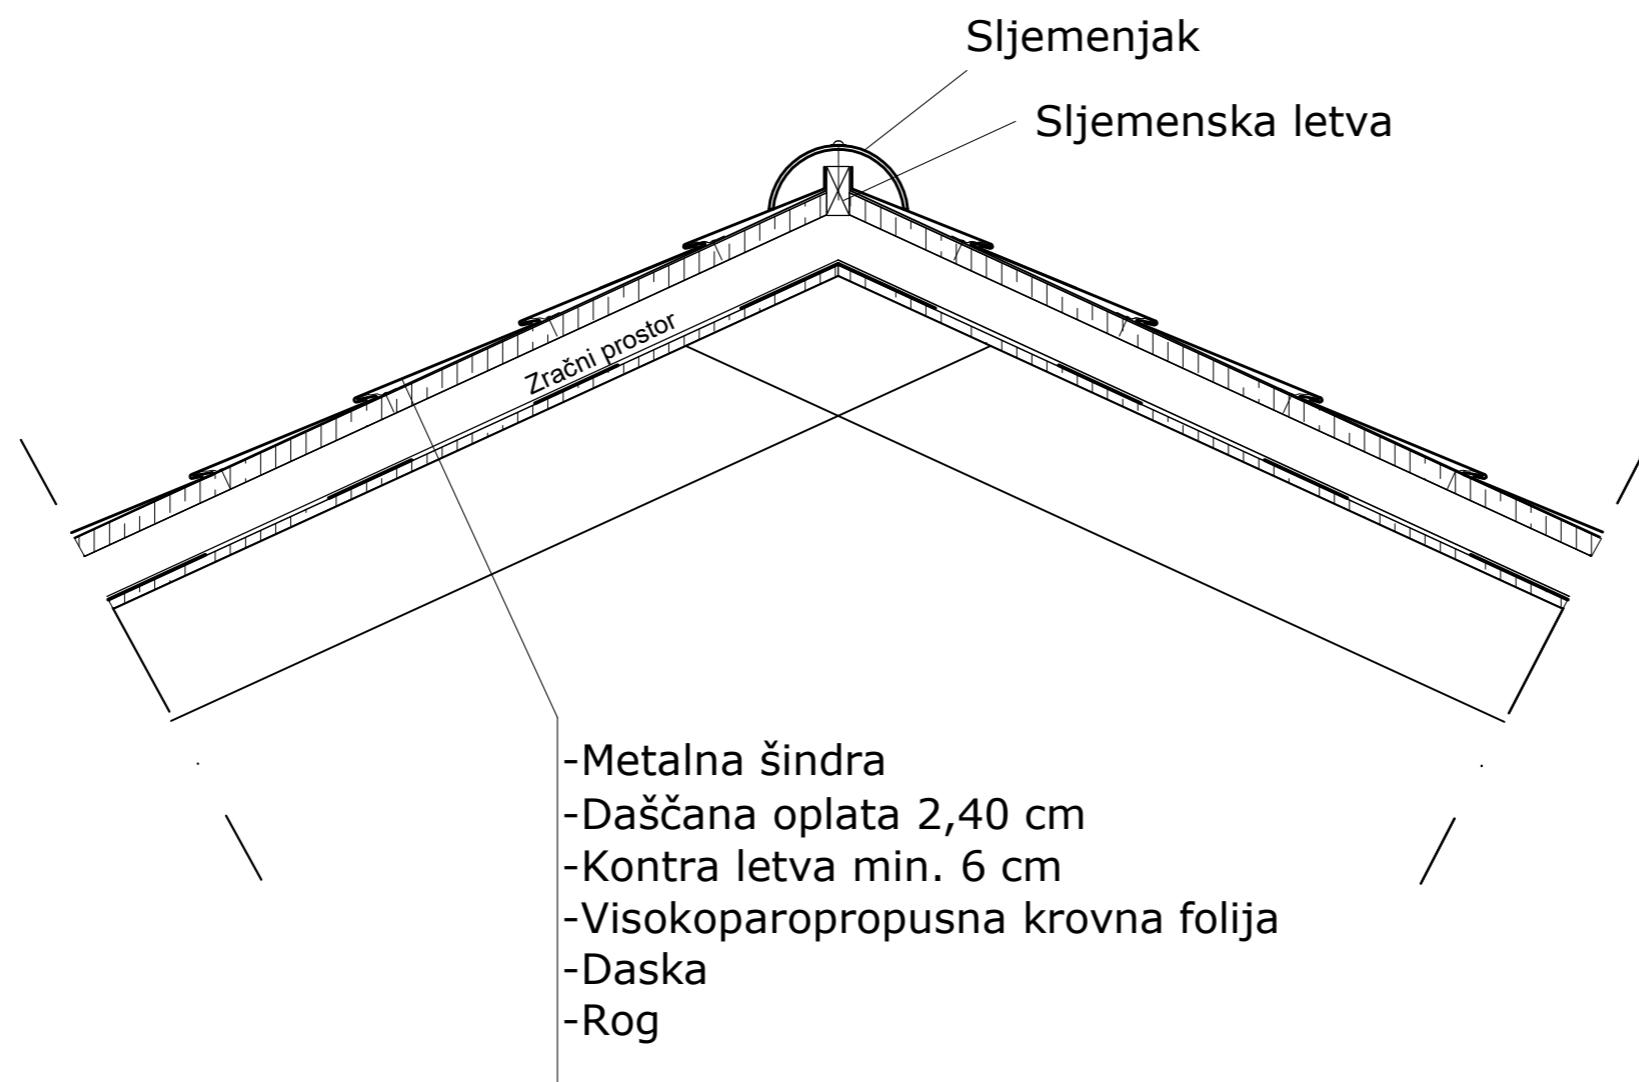 Sljemenjak
Sljemenska letva
Zračni prostor
-Metalna šindra
-Daščana oplata 2,40 cm
-Kontra letva min. 6 cm
-Visokoparopropusna krovna folija
-Daska
-Rog